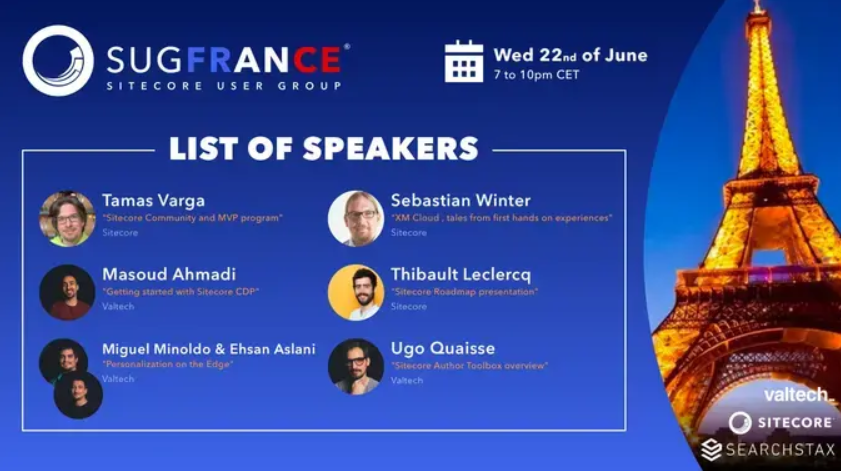 SUGFRANCE®
SITECORE USER GROUP
Wed 22nd of June
7 to 10pm CET
LIST OF SPEAKERS
Tamas Varga
"Sitecore Community and MVP program"
Sitecore
Sebastian Winter
"XM Cloud , tales from first hands on experiences"
Sitecore
Masoud Ahmadi
"Getting started with Sitecore CDP"
Valtech
Thibault Leclercq
"Sitecore Roadmap presentation"
Sitecore
Miguel Minoldo & Ehsan Aslani
"Personalization on the Edge"
Valtech
Ugo Quaisse
"Sitecore Author Toolbox overview"
Valtech
valtech_
SITECORE
SEARCHSTAX